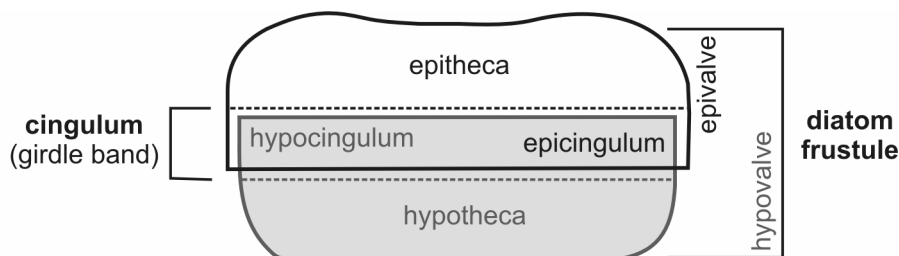 epitheca
epivalve
cingulum
(girdle band)
hypocingulum
epicingulum
diatom
frustule
hypovalve
hypotheca